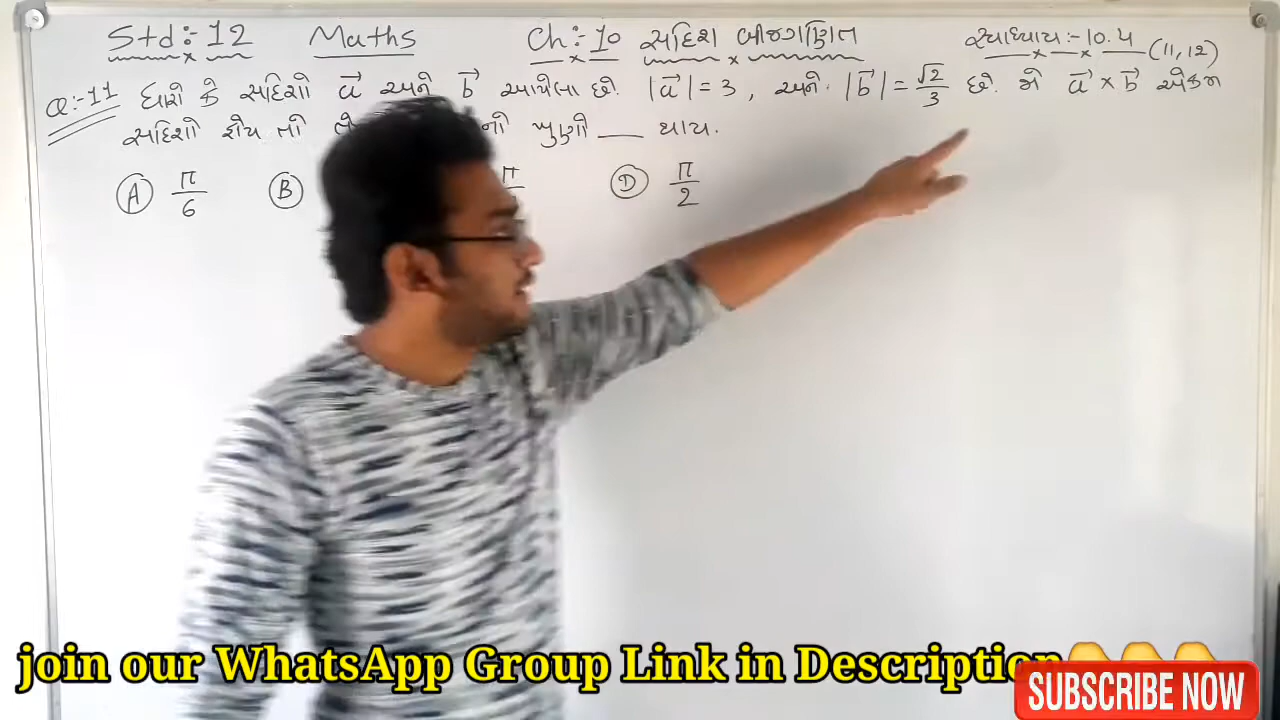 Std:- 12 Maths Ch:- 10 સદિશ બીજગણિત સ્વાધ્યાય:- 10.4 (11, 12)
Q:-11 ધારો કે સદિશો a⃗ અને b⃗ આપેલા છે. |a⃗| = 3, અને |b⃗| = √2/3 છે. જો a⃗ × b⃗ એકમ
સદિશો હોય તો ખુણો ___ થાય.
(A) π/6 (B) (D) π/2
join our WhatsApp Group Link in Description👇👇👇
SUBSCRIBE NOW